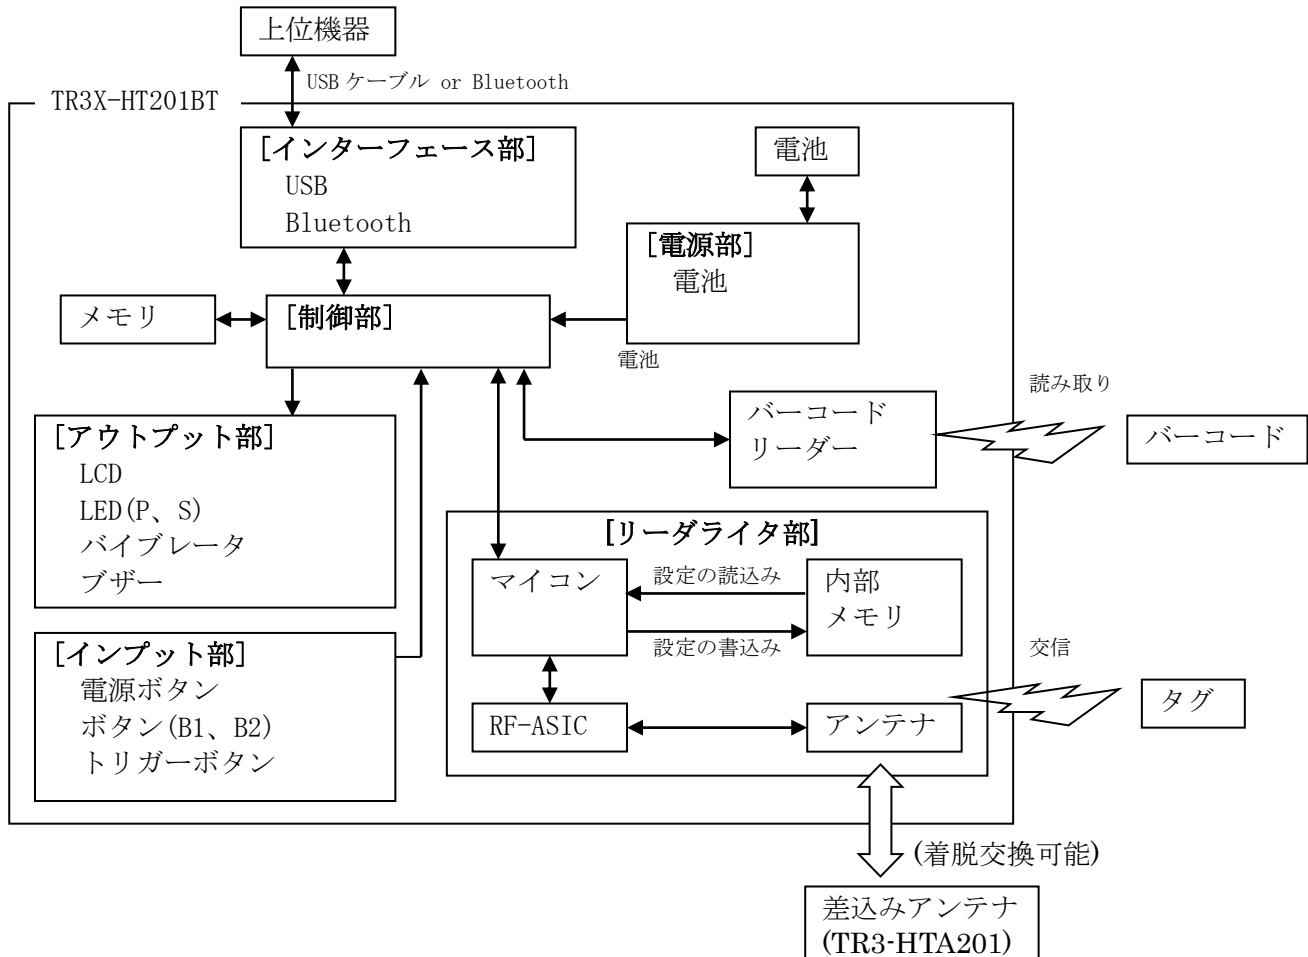 上位機器
USB ケーブル or Bluetooth
TR3X-HT201BT
[インターフェース部]
USB
Bluetooth
電池
[電源部]
電池
メモリ
[制御部]
電池
[アウトプット部]
LCD
LED(P、S)
バイブレータ
ブザー
バーコード
リーダー
読み取り
バーコード
[リーダライタ部]
マイコン
設定の読込み
設定の書込み
内部
メモリ
[インプット部]
電源ボタン
ボタン(B1、B2)
トリガーボタン
RF-ASIC
アンテナ
交信
タグ
(着脱交換可能)
差込みアンテナ
(TR3-HTA201)